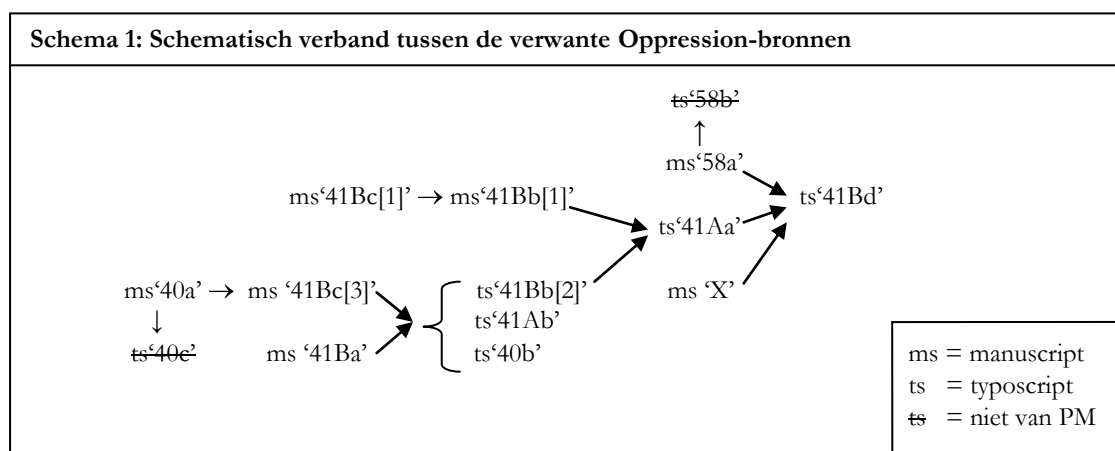 Schema 1: Schematisch verband tussen de verwante Oppression-bronnen
ts‘58b’
↑
ms‘58a’
ms‘41Bc[1]’ → ms‘41Bb[1]’
ts‘41Bd’
ts‘41Aa’
ms‘40a’ → ms ‘41Bc[3]’
ts‘41Bb[2]’
ms ‘X’
↓
ts‘41Ab’
ts‘40c’
ms ‘41Ba’
ts‘40b’
ms = manuscript
ts = typoscript
ts = niet van PM